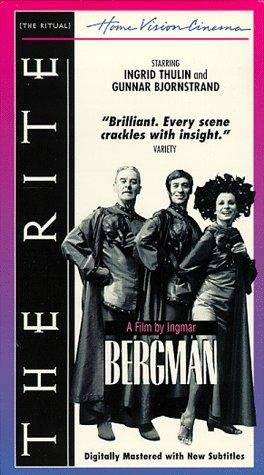 (THE RITUAL)
Home Vision Cinema
THE RITE
STARRING
INGRID THULIN and
GUNNAR BJORNSTRAND
"Brilliant. Every scene
crackles with insight."
VARIETY
A Film by Ingmar
BERGMAN
Digitally Mastered with New Subtitles